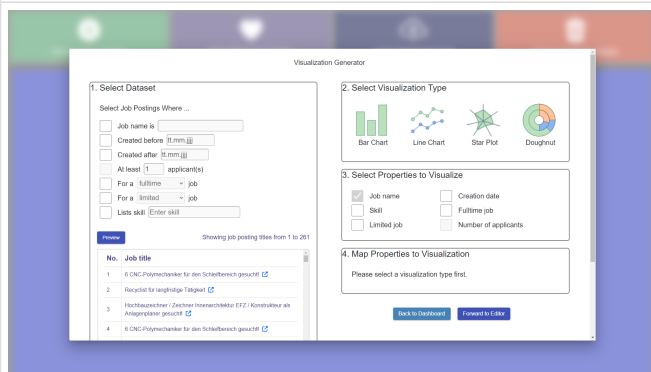 Visualization Generator
1. Select Dataset
Select Job Postings Where ...
Job name is
Created before tt.mm.jjjj
Created after tt.mm.jjjj
At least 1 applicant(s)
For a fulltime job
For a limited job
Lists skill Enter skill
Preview
Showing job posting titles from 1 to 261
No. Job title
1 6 CNC-Polymechaniker für den Schleifbereich gesucht!
2 Recyclist für langfristige Tätigkeit
3 Hochbauzeichner / Zeichner Innenarchitektur EFZ / Konstrukteur als
Anlagenplaner gesucht!
4 6 CNC-Polymechaniker für den Schleifbereich gesucht!
2. Select Visualization Type
Bar Chart Line Chart Star Plot Doughnut
3. Select Properties to Visualize
Job name Creation date
Skill Fulltime job
Limited job Number of applicants
4. Map Properties to Visualization
Please select a visualization type first.
Back to Dashboard Forward to Editor